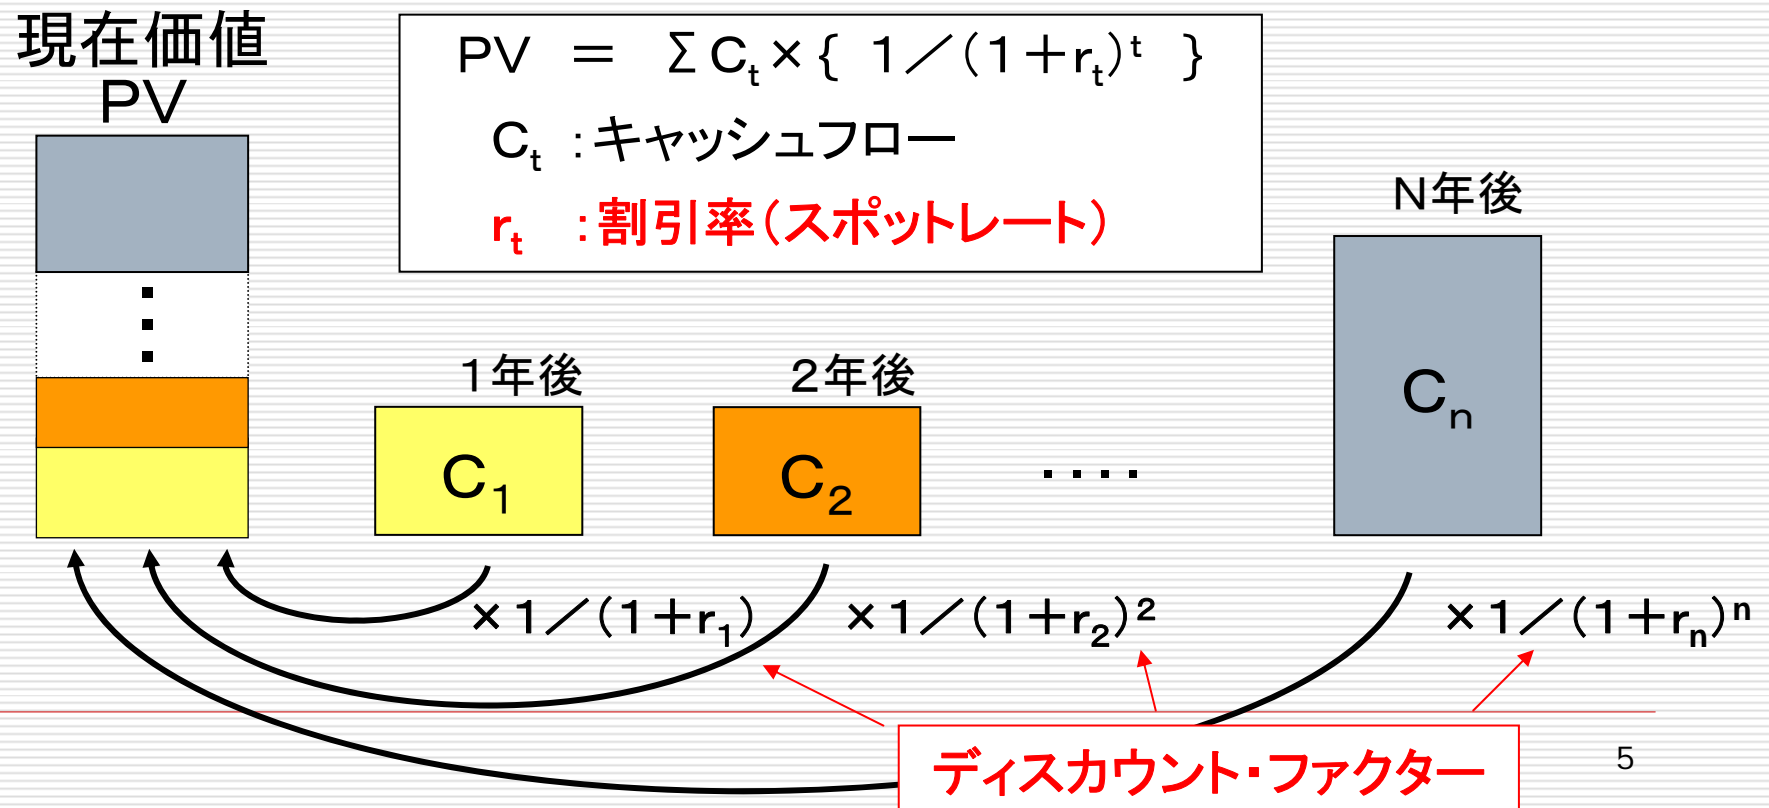 現在価値
PV
PV ＝ ΣCt×{ 1／(1＋rt)t }
Ct :キャッシュフロー
rt :割引率(スポットレート)
N年後
1年後
2年後
C1
C2
・・・・
Cn
×1／(1＋r1)
×1／(1＋r2)2
×1／(1＋rn)n
ディスカウント・ファクター
5